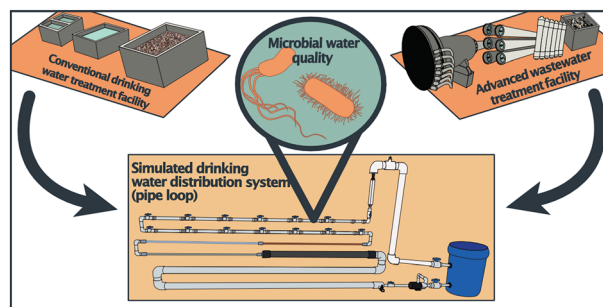 Conventional drinking
water treatment facility
Microbial water
quality
Advanced wastewater
treatment facility
Simulated drinking
water distribution system
(pipe loop)